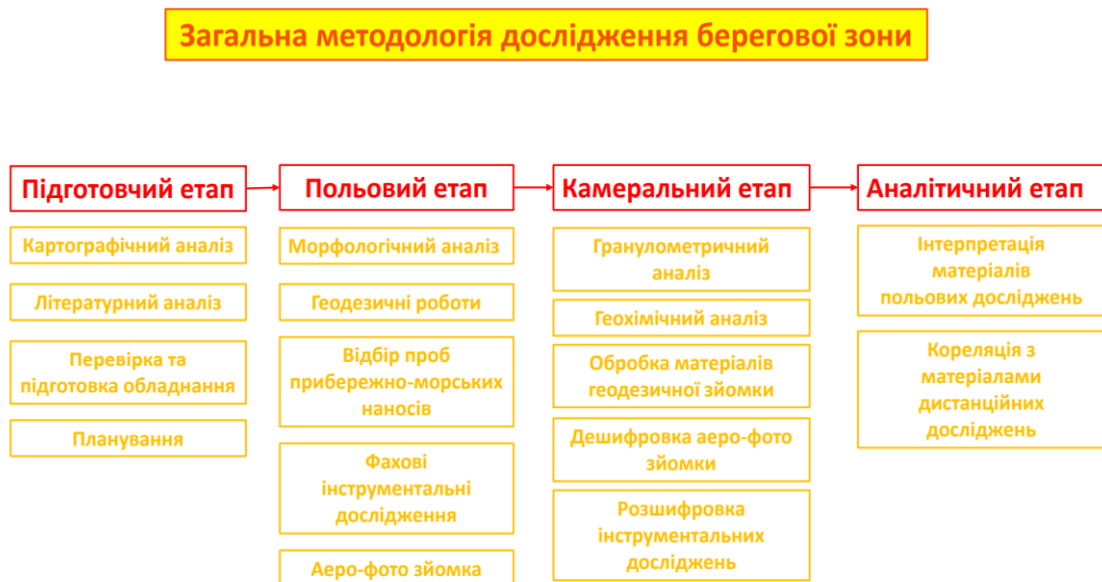 Загальна методологія дослідження берегової зони
Підготовчий етап
Картографічний аналіз
Літературний аналіз
Перевірка та
підготовка обладнання
Планування
Польовий етап
Морфологічний аналіз
Геодезичні роботи
Відбір проб
прибережно-морських
наносів
Фахові
інструментальні
дослідження
Аеро-фото зйомка
Камеральний етап
Гранулометричний
аналіз
Геохімічний аналіз
Обробка матеріалів
геодезичної зйомки
Дешифровка аеро-фото
зйомки
Розшифровка
інструментальних
досліджень
Аналітичний етап
Інтерпретація
матеріалів
польових досліджень
Кореляція з
матеріалами
дистанційних
досліджень